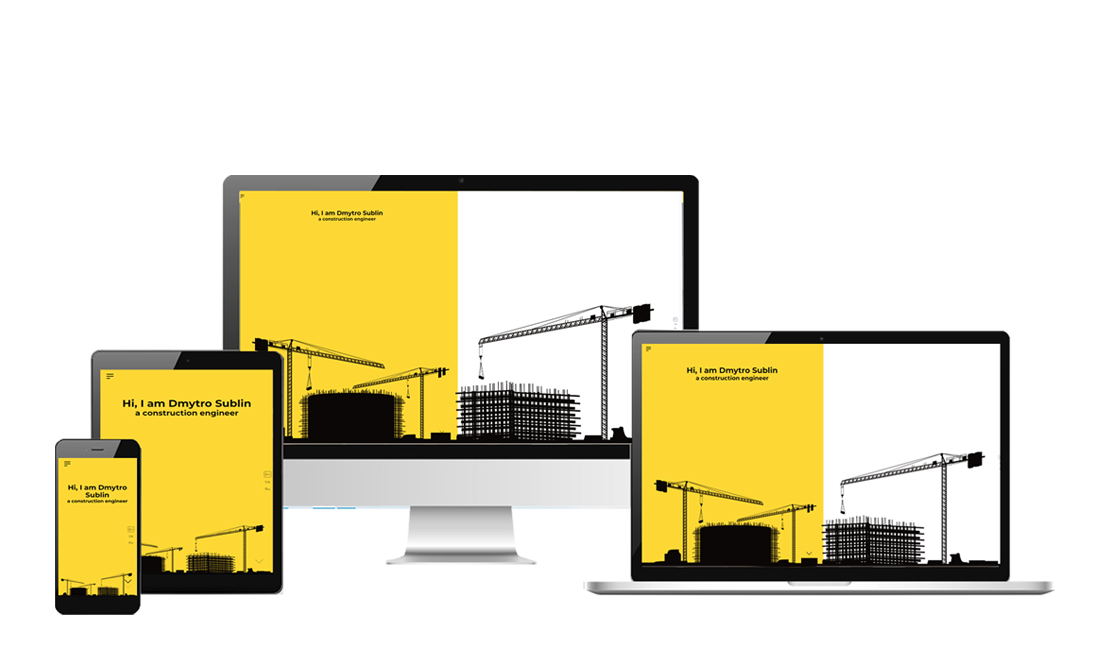 Hi, I am Dmytro Sublin
a construction engineer
Hi, I am Dmytro Sublin
a construction engineer
Hi, I am Dmytro Sublin
a construction engineer
Hi, I am Dmytro
Sublin
a construction engineer